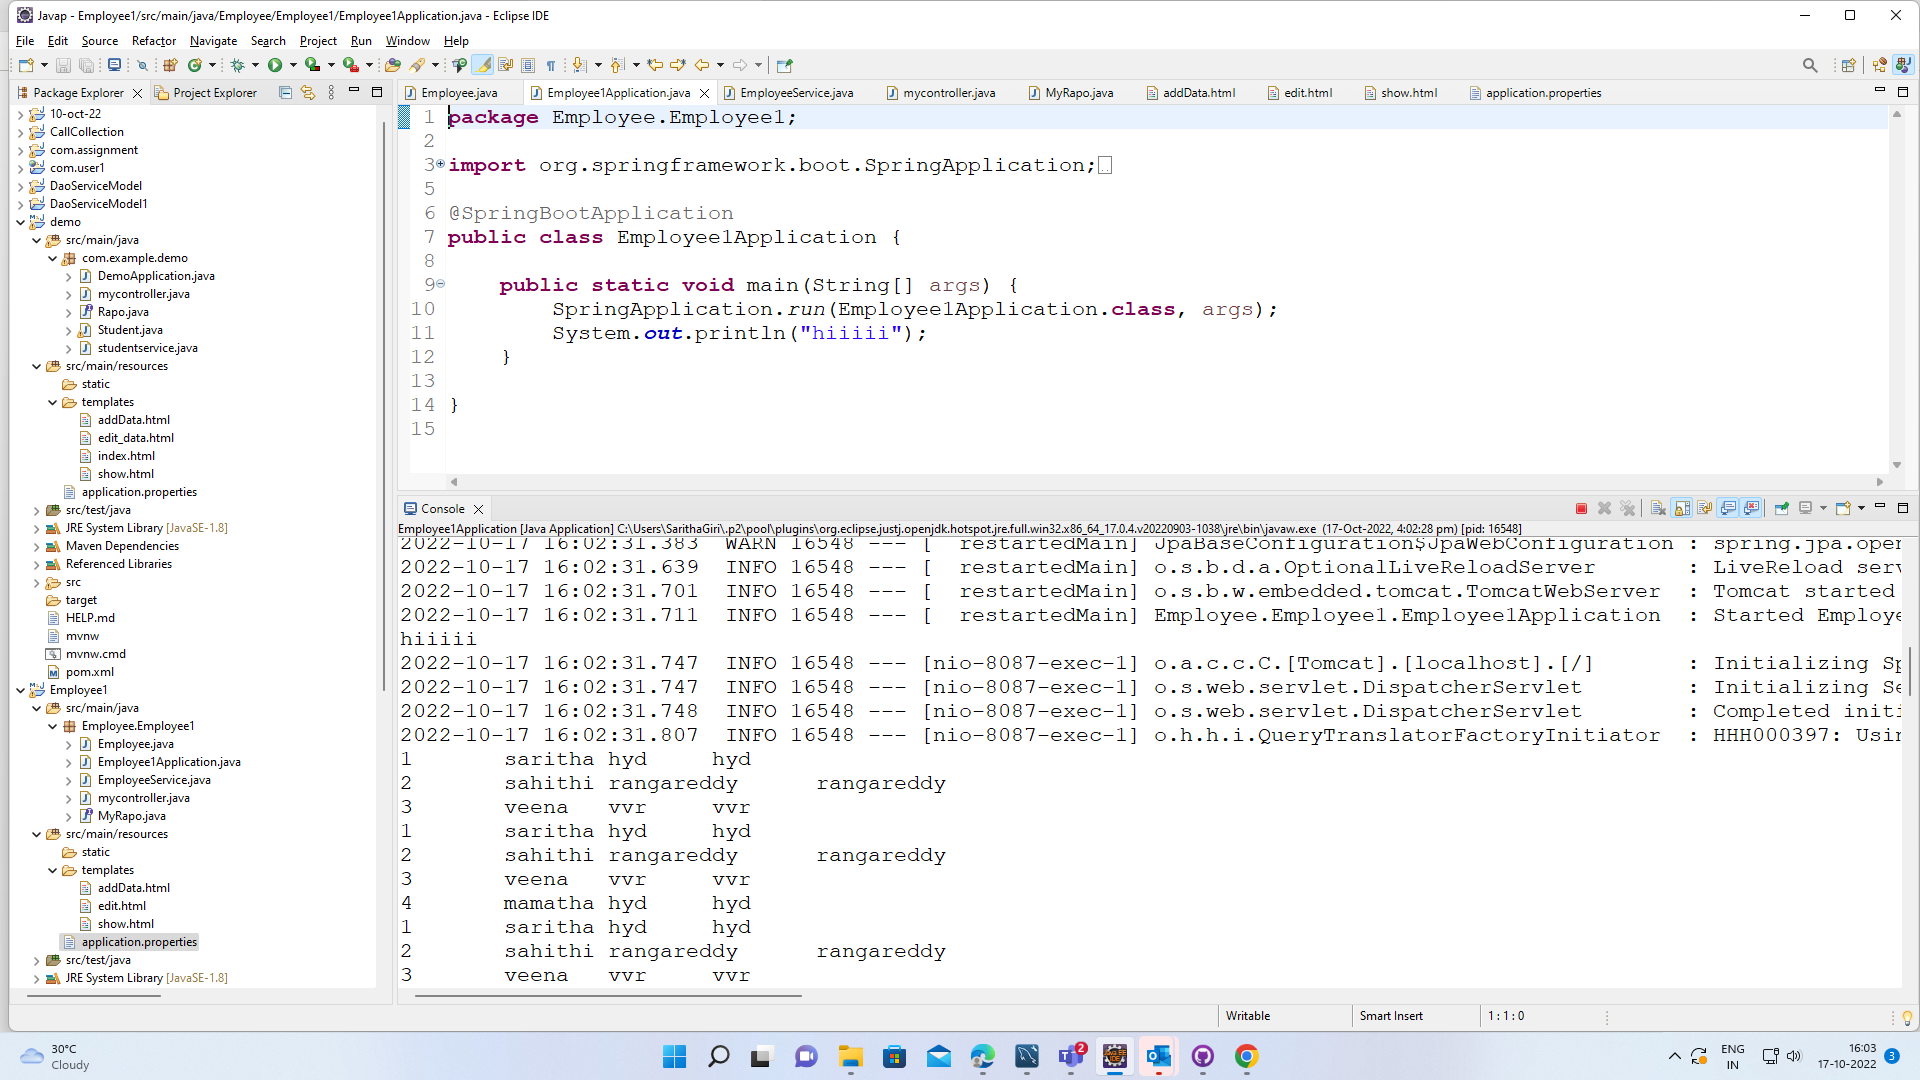 Javap - Employee1/src/main/java/Employee/Employee1/Employee1Application.java - Eclipse IDE
File Edit Source Refactor Navigate Search Project Run Window Help
Package Explorer
Project Explorer
10-oct-22
CallCollection
com.assignment
com.user1
DaoServiceModel
DaoServiceModel1
demo
src/main/java
com.example.demo
DemoApplication.java
mycontroller.java
Rapo.java
Student.java
studentservice.java
src/main/resources
static
templates
addData.html
edit_data.html
index.html
show.html
application.properties
src/test/java
JRE System Library [JavaSE-1.8]
Maven Dependencies
Referenced Libraries
src
target
HELP.md
mvnw
mvnw.cmd
pom.xml
Employee1
src/main/java
Employee.Employee1
Employee.java
Employee1Application.java
EmployeeService.java
mycontroller.java
MyRapo.java
src/main/resources
static
templates
addData.html
edit.html
show.html
application.properties
src/test/java
JRE System Library [JavaSE-1.8]
Employee.java Employee1Application.java EmployeeService.java mycontroller.java MyRapo.java addData.html edit.html show.html application.properties
1 package Employee.Employee1;
2
3 import org.springframework.boot.SpringApplication;
5
6 @SpringBootApplication
7 public class Employee1Application {
8
9 public static void main(String[] args) {
10 SpringApplication.run(Employee1Application.class, args);
11 System.out.println("hiiiii");
12 }
13
14 }
15
Console
Employee1Application [Java Application] C:\Users\SarithaGiri\.p2\pool\plugins\org.eclipse.justj.openjdk.hotspot.jre.full.win32.x86_64_17.0.4.v20220903-1038\jre\bin\javaw.exe (17-Oct-2022, 4:02:28 pm) [pid: 16548]
2022-10-17 16:02:31.383 WARN 16548 --- [ restartedMain] JpaBaseConfiguration$JpaWebConfiguration : spring.jpa.oper
2022-10-17 16:02:31.639 INFO 16548 --- [ restartedMain] o.s.b.d.a.OptionalLiveReloadServer : LiveReload serv
2022-10-17 16:02:31.701 INFO 16548 --- [ restartedMain] o.s.b.w.embedded.tomcat.TomcatWebServer : Tomcat started
2022-10-17 16:02:31.711 INFO 16548 --- [ restartedMain] Employee.Employee1.Employee1Application : Started Employe
hiiiii
2022-10-17 16:02:31.747 INFO 16548 --- [nio-8087-exec-1] o.a.c.c.C.[Tomcat].[localhost].[/] : Initializing Sp
2022-10-17 16:02:31.747 INFO 16548 --- [nio-8087-exec-1] o.s.web.servlet.DispatcherServlet : Initializing Se
2022-10-17 16:02:31.748 INFO 16548 --- [nio-8087-exec-1] o.s.web.servlet.DispatcherServlet : Completed initi
2022-10-17 16:02:31.807 INFO 16548 --- [nio-8087-exec-1] o.h.h.i.QueryTranslatorFactoryInitiator : HHH000397: Usin
1 saritha hyd hyd
2 sahithi rangareddy rangareddy
3 veena vvr vvr
1 saritha hyd hyd
2 sahithi rangareddy rangareddy
3 veena vvr vvr
4 mamatha hyd hyd
1 saritha hyd hyd
2 sahithi rangareddy rangareddy
3 veena vvr vvr
Writable
Smart Insert
1 : 1 : 0
30°C
Cloudy
2
ENG
IN
16:03
17-10-2022
3